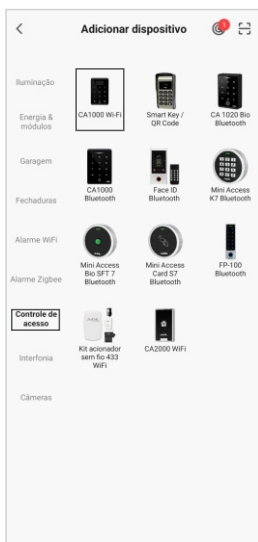 Adicionar dispositivo
1
Iluminação
Energia &
módulos
Garagem
Fechaduras
Alarme WiFi
Alarme Zigbee
Controle de
acesso
Interfonia
Câmeras
CA1000 Wi-Fi
Smart Key /
QR Code
CA 1020 Bio
Bluetooth
CA1000
Bluetooth
Face ID
Bluetooth
Mini Access
K7 Bluetooth
Mini Access
Bio SFT 7
Bluetooth
Mini Access
Card S7
Bluetooth
FP-100
Bluetooth
Kit acionador
sem fio 433
WiFi
CA2000 WiFi